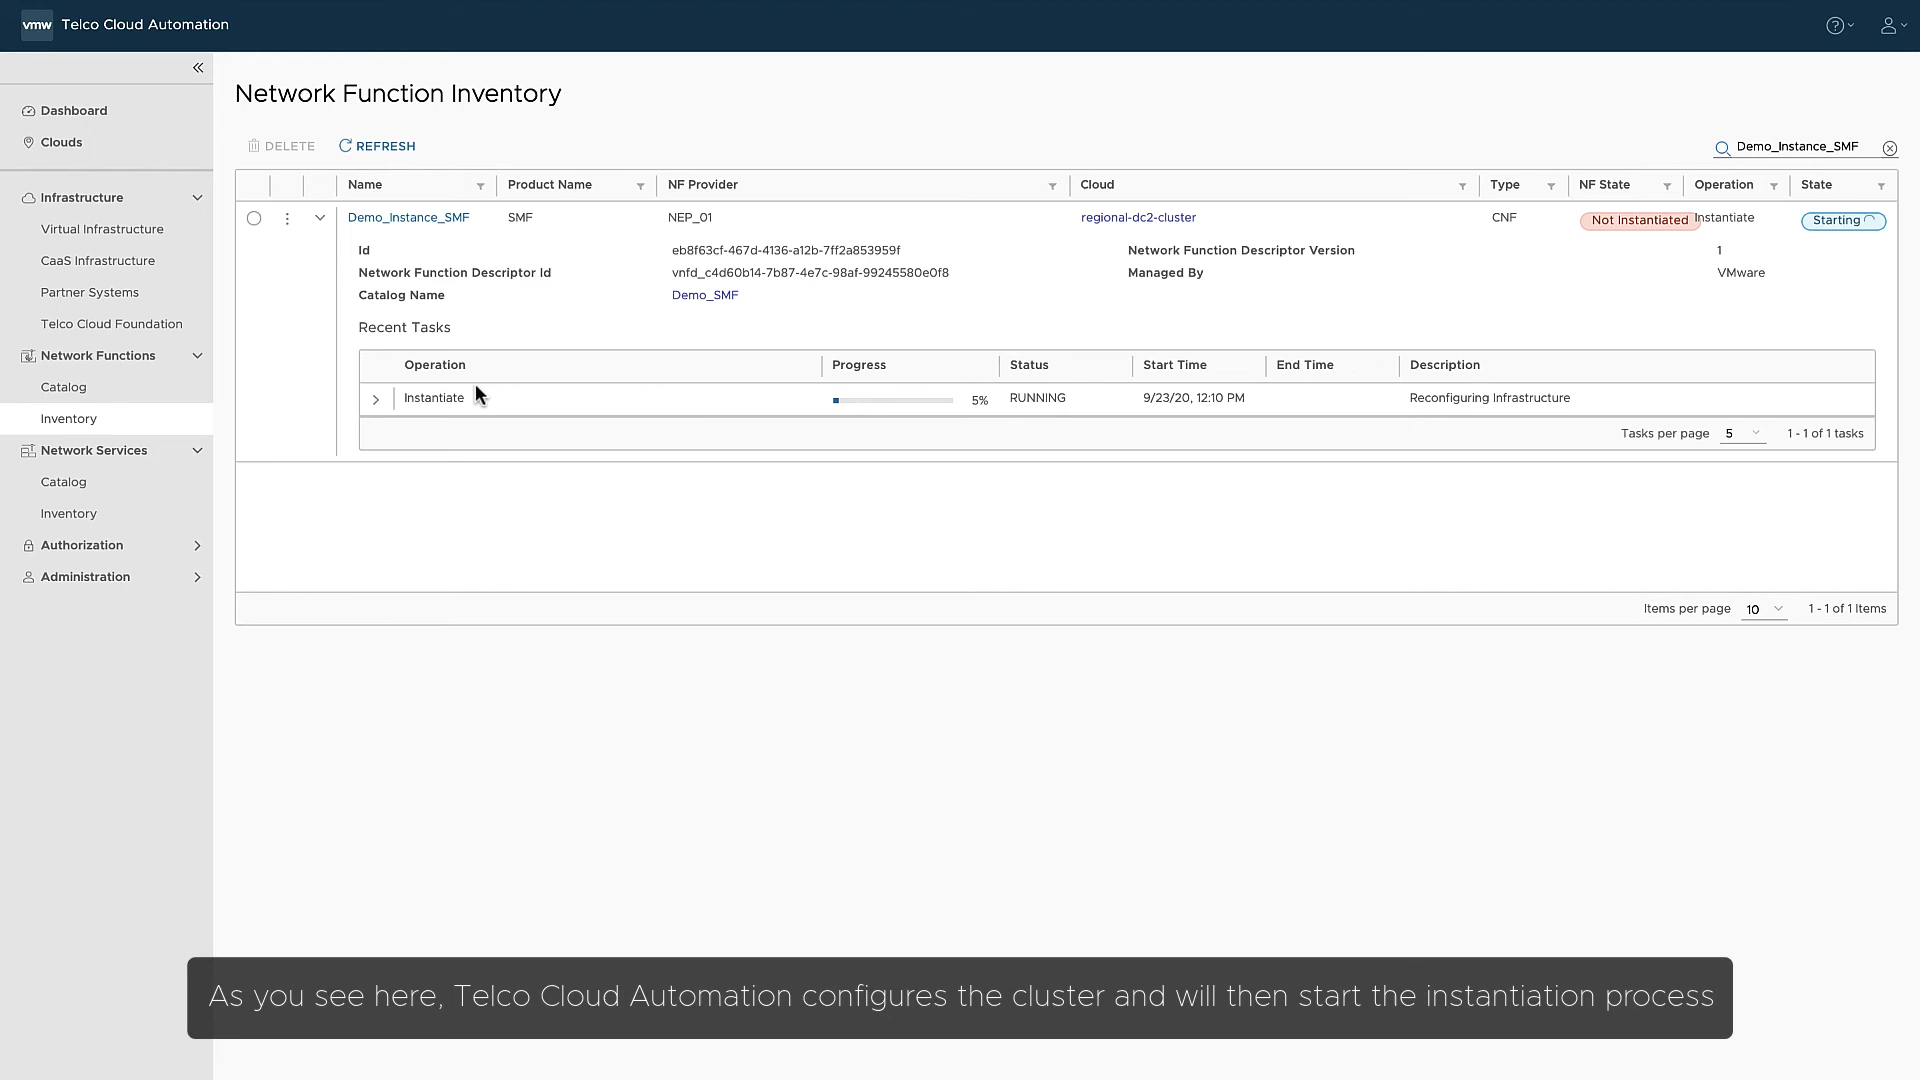 vmw Telco Cloud Automation
Network Function Inventory
Dashboard
Clouds
Infrastructure
Virtual Infrastructure
CaaS Infrastructure
Partner Systems
Telco Cloud Foundation
Network Functions
Catalog
Inventory
Network Services
Catalog
Inventory
Authorization
Administration
DELETE REFRESH Demo_Instance_SMF
Name Product Name NF Provider Cloud Type NF State Operation State
Demo_Instance_SMF SMF NEP_01 regional-dc2-cluster CNF Not Instantiated Instantiate Starting
Id eb8f63cf-467d-4136-a12b-7ff2a853959f Network Function Descriptor Version 1
Network Function Descriptor Id vnfd_c4d60b14-7b87-4e7c-98af-99245580e0f8 Managed By VMware
Catalog Name Demo_SMF
Recent Tasks
Operation Progress Status Start Time End Time Description
Instantiate 5% RUNNING 9/23/20, 12:10 PM Reconfiguring Infrastructure
Tasks per page 5 1 - 1 of 1 tasks
Items per page 10 1 - 1 of 1 Items
As you see here, Telco Cloud Automation configures the cluster and will then start the instantiation process